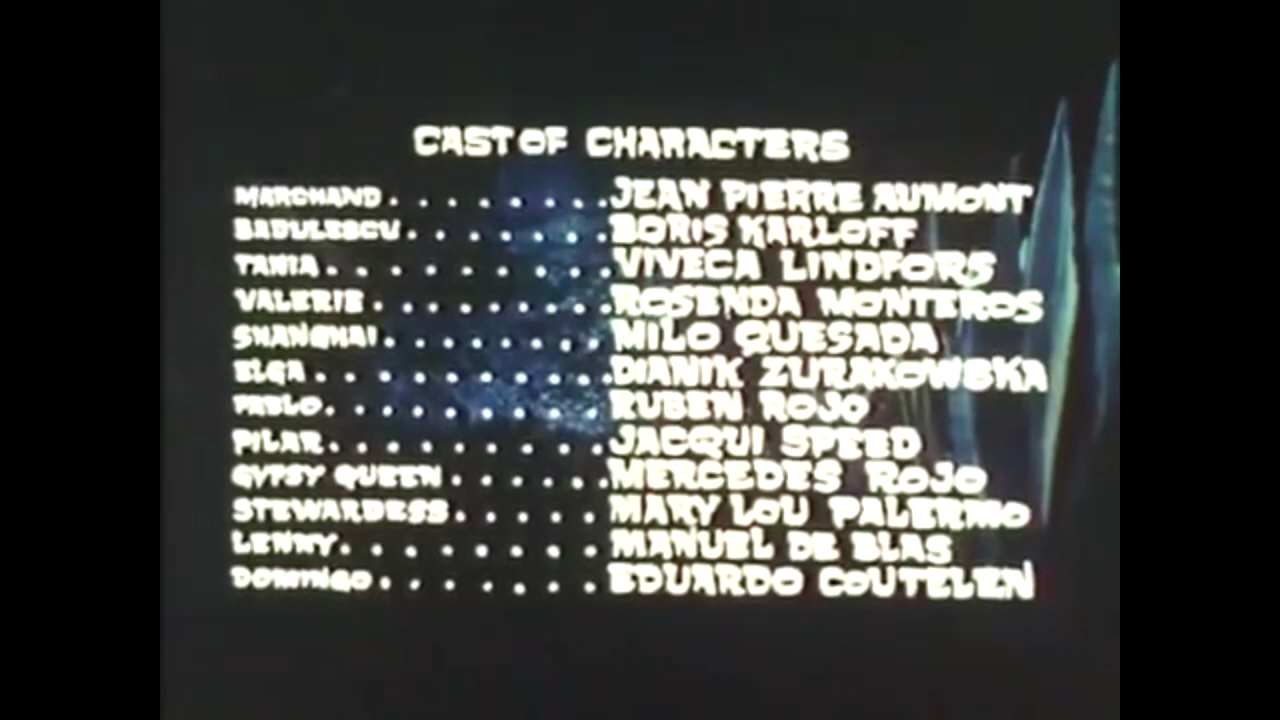 CAST OF CHARACTERS
MARCHAND. . . . . . . .JEAN PIERRE AUMONT
BADULESCU. . . . . . .BORIS KARLOFF
TANIA. . . . . . . . . .VIVECA LINDFORS
VALERIE . . . . . . . .ROSENDA MONTEROS
SHANGHAI. . . . . . . .MILO QUESADA
ELGA . . . . . . . . . .DIANIK ZURAKOWSKA
PABLO. . . . . . . . . .RUBEN ROJO
PILAR. . . . . . . . . .JACQUI SPEED
GYPSY QUEEN . . . . . .MERCEDES ROJO
STEWARDESS. . . . . MARY LOU PALERMO
LENNY. . . . . . . . . MANUEL DE BLAS
DOMINGO. . . . . . . EDUARDO COUTELEN